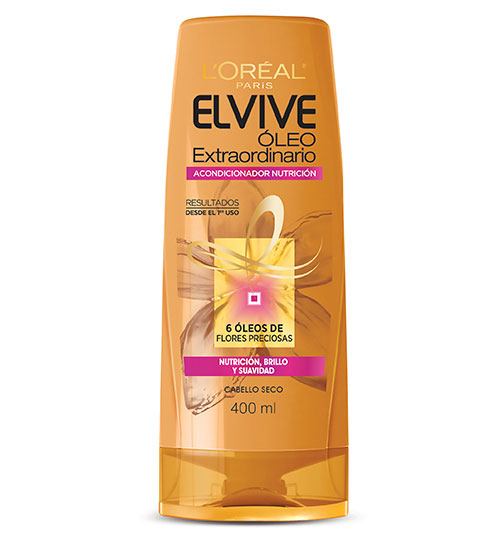 L'ORÉAL
PARIS
ELVIVE
ÓLEO
Extraordinario
ACONDICIONADOR NUTRICIÓN
RESULTADOS
DESDE EL 1ER USO
6 ÓLEOS DE
FLORES PRECIOSAS
NUTRICIÓN, BRILLO
Y SUAVIDAD
CABELLO SECO
400 ml